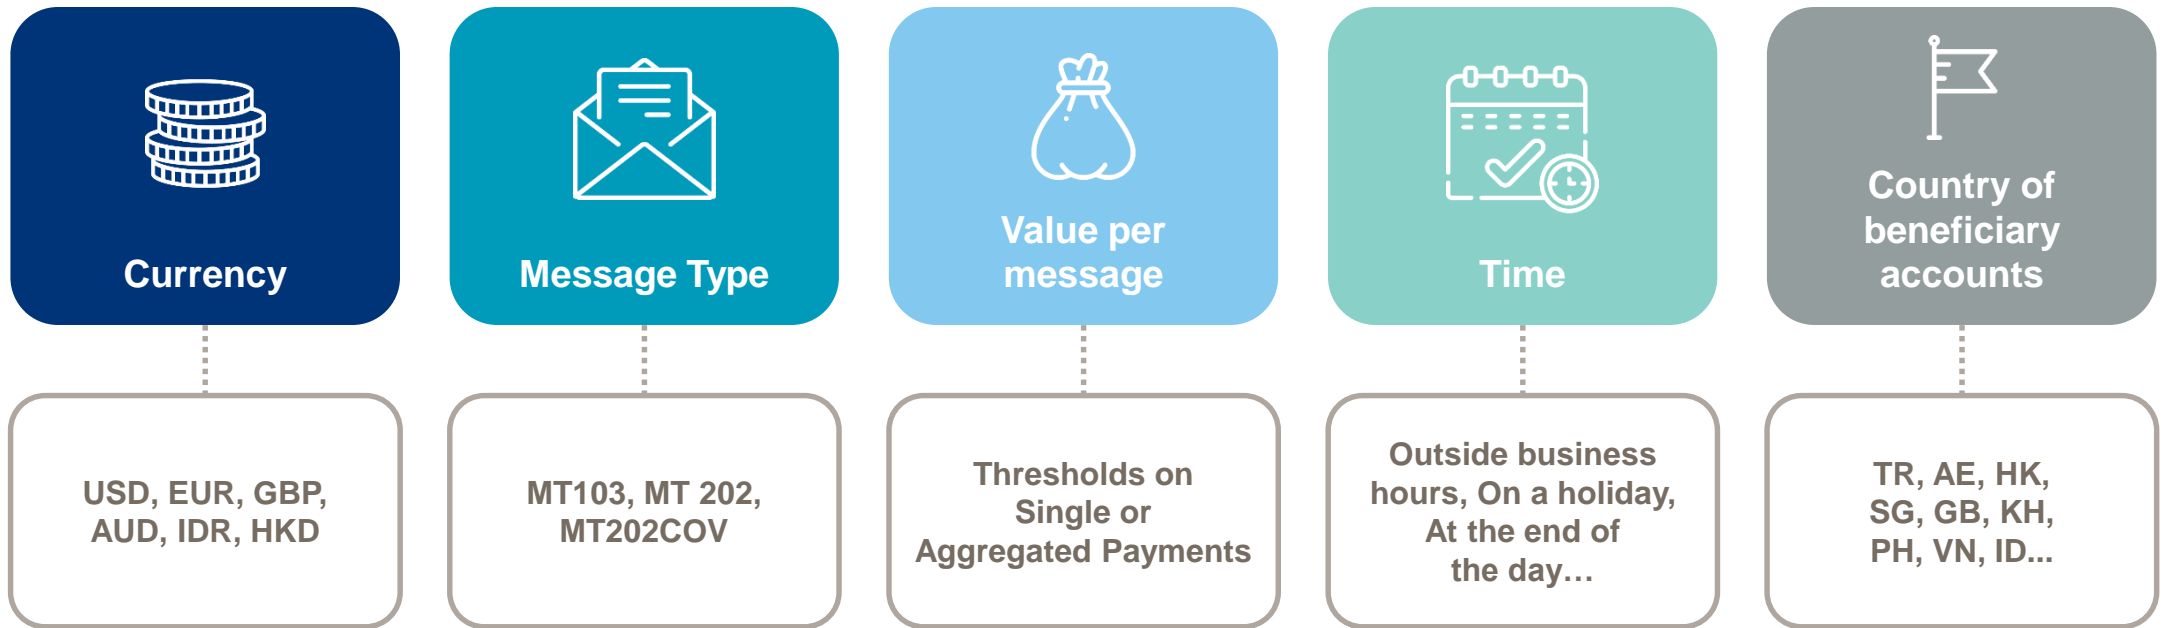 Currency
Message Type
Value per
message
Time
Country of
beneficiary
accounts
USD, EUR, GBP,
AUD, IDR, HKD
MT103, MT 202,
MT202COV
Thresholds on
Single or
Aggregated Payments
Outside business
hours, On a holiday,
At the end of
the day…
TR, AE, HK,
SG, GB, KH,
PH, VN, ID...